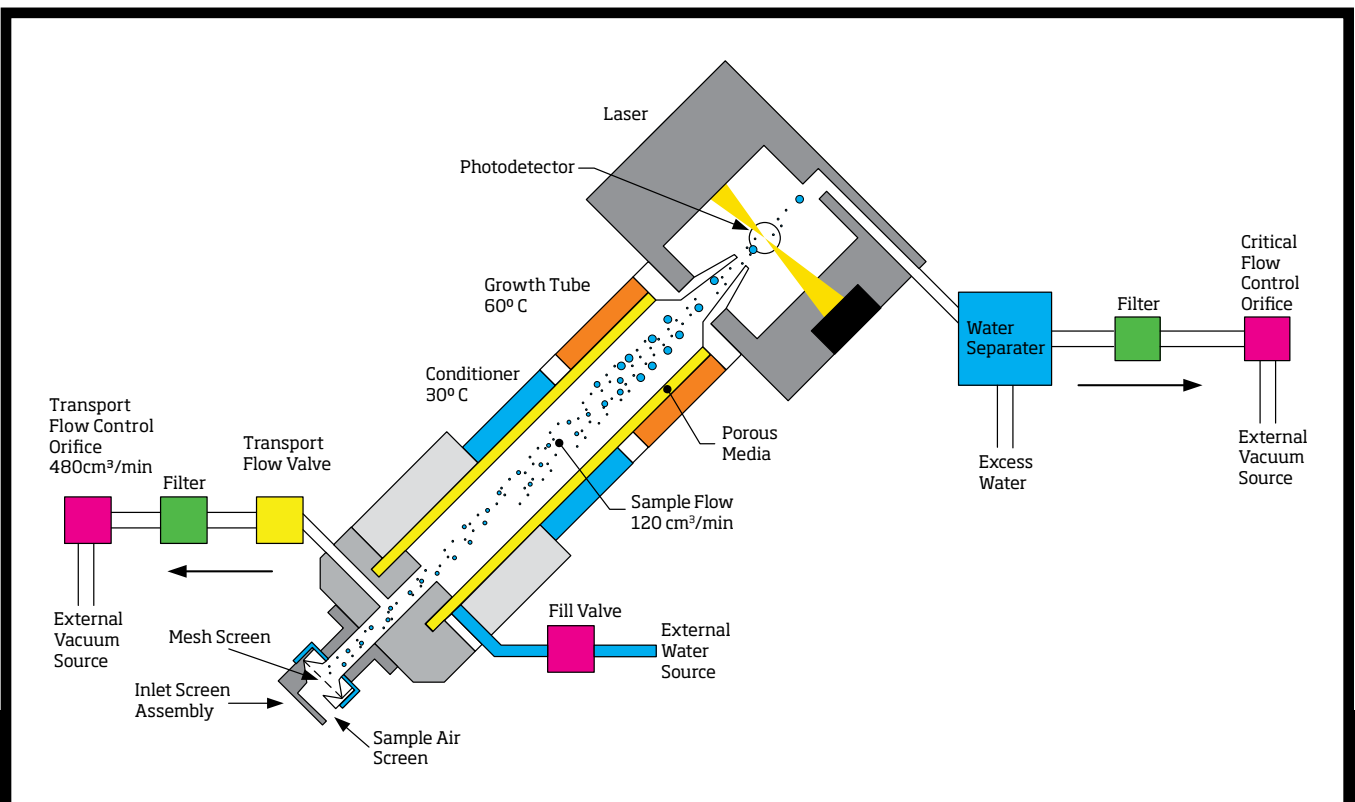 Laser
Photodetector
Growth Tube
60º C
Conditioner
30º C
Transport
Flow Control
Orifice
480cm³/min
Filter
Transport
Flow Valve
External
Vacuum
Source
Mesh Screen
Inlet Screen
Assembly
Sample Air
Screen
Fill Valve
External
Water
Source
Sample Flow
120 cm³/min
Porous
Media
Water
Separater
Excess
Water
Filter
Critical
Flow
Control
Orifice
External
Vacuum
Source